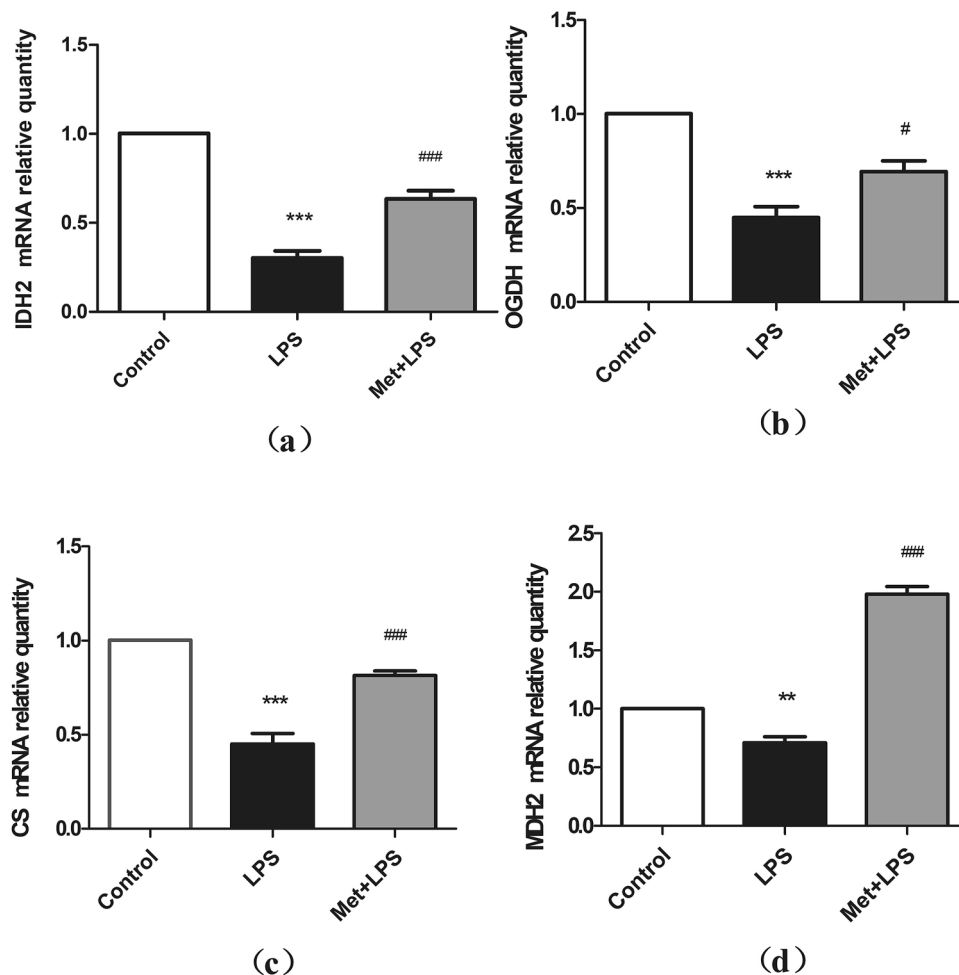 IDH2 mRNA relative quantity
1.5
1.0
0.5
0.0
***
###
Control
LPS
Met+LPS
(a)
OGDH mRNA relative quantity
1.5
1.0
0.5
0.0
***
#
Control
LPS
Met+LPS
(b)
CS mRNA relative quantity
1.5
1.0
0.5
0.0
***
###
Control
LPS
Met+LPS
(c)
MDH2 mRNA relative quantity
2.5
2.0
1.5
1.0
0.5
0.0
**
###
Control
LPS
Met+LPS
(d)